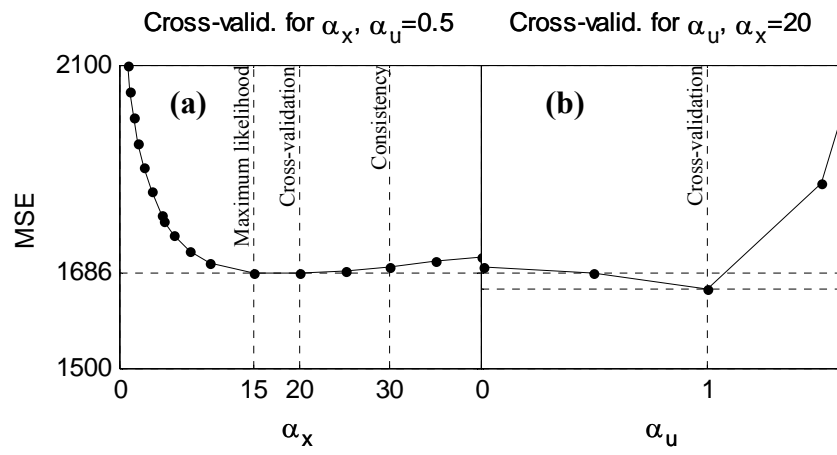 Cross-valid. for αx, αu=0.5
Cross-valid. for αu, αx=20
2100
(a)
(b)
Maximum likelihood
Cross-validation
Consistency
Cross-validation
MSE
1686
1500
0
15
20
30
0
1
αx
αu